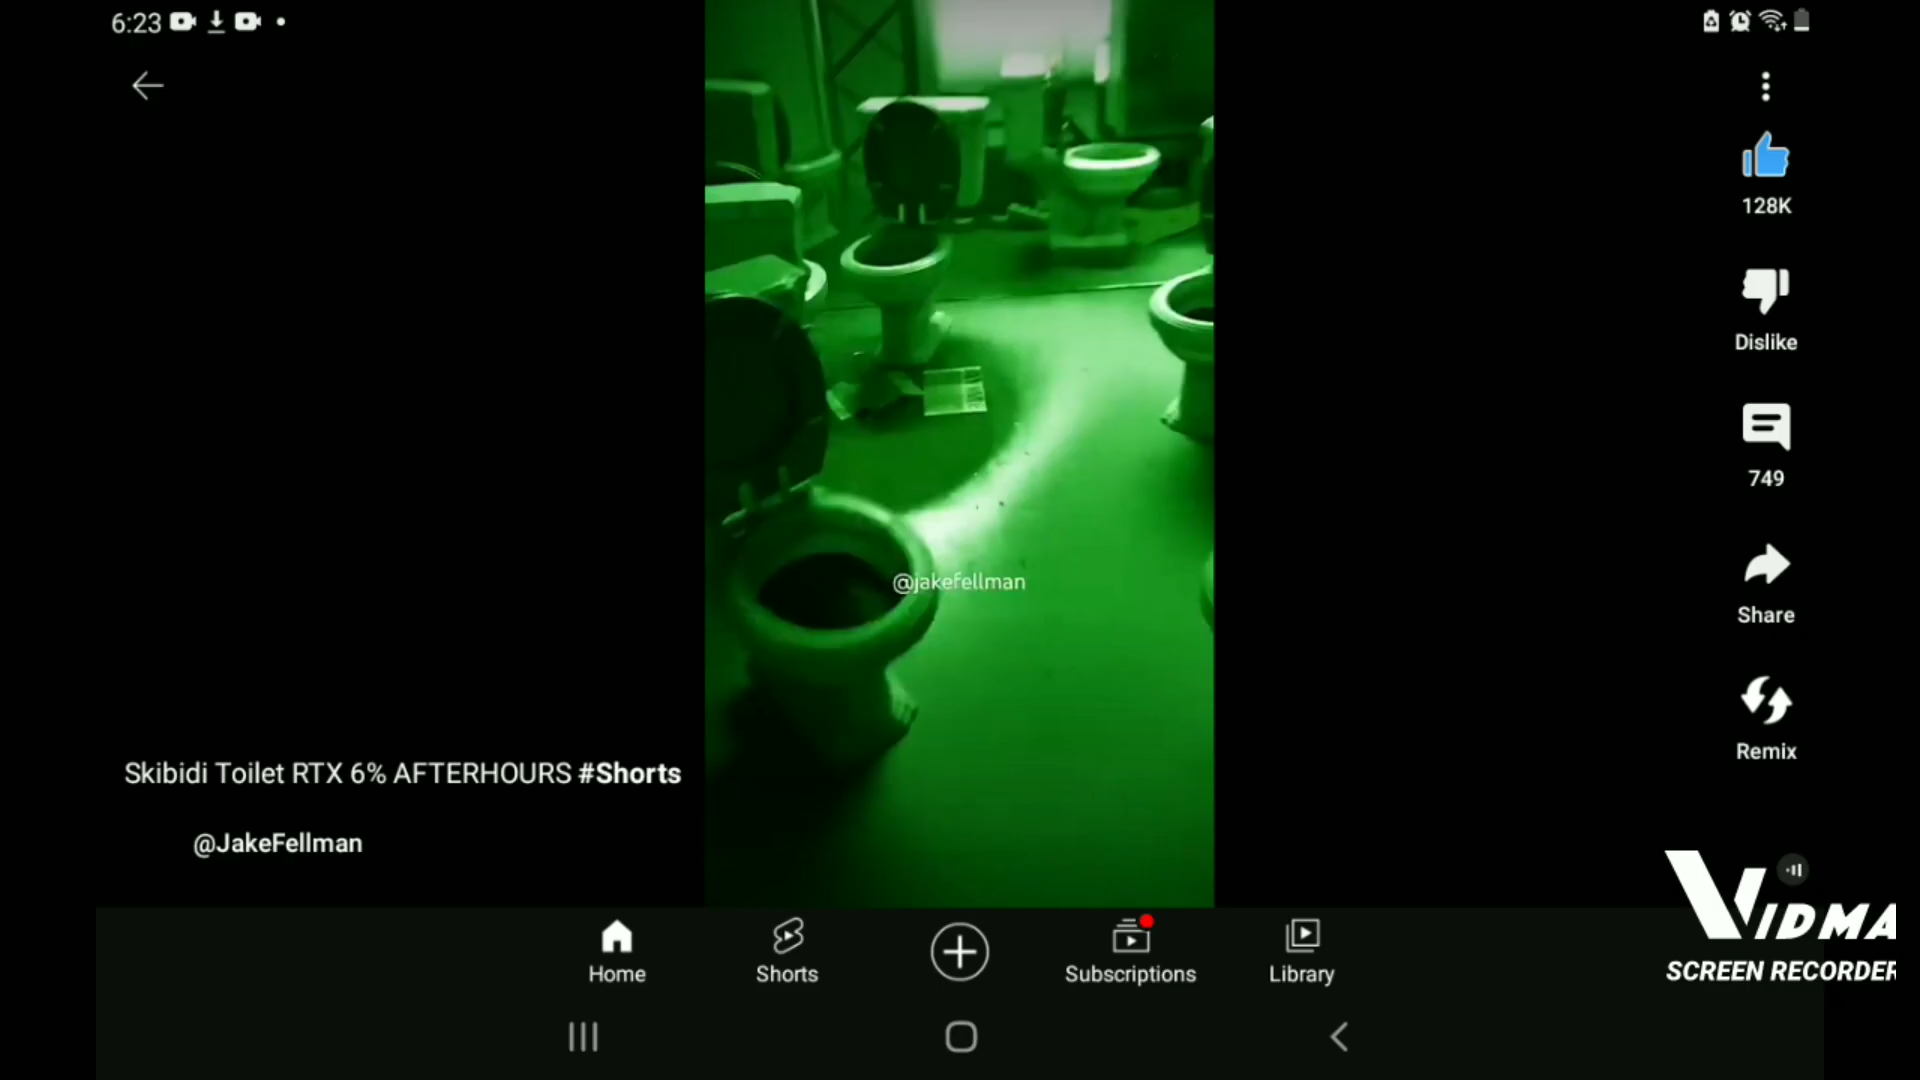 6:23
128K
Dislike
749
Share
Remix
@jakefellman
Skibidi Toilet RTX 6% AFTERHOURS #Shorts
@JakeFellman
VIDMA
SCREEN RECORDER
Home
Shorts
Subscriptions
Library